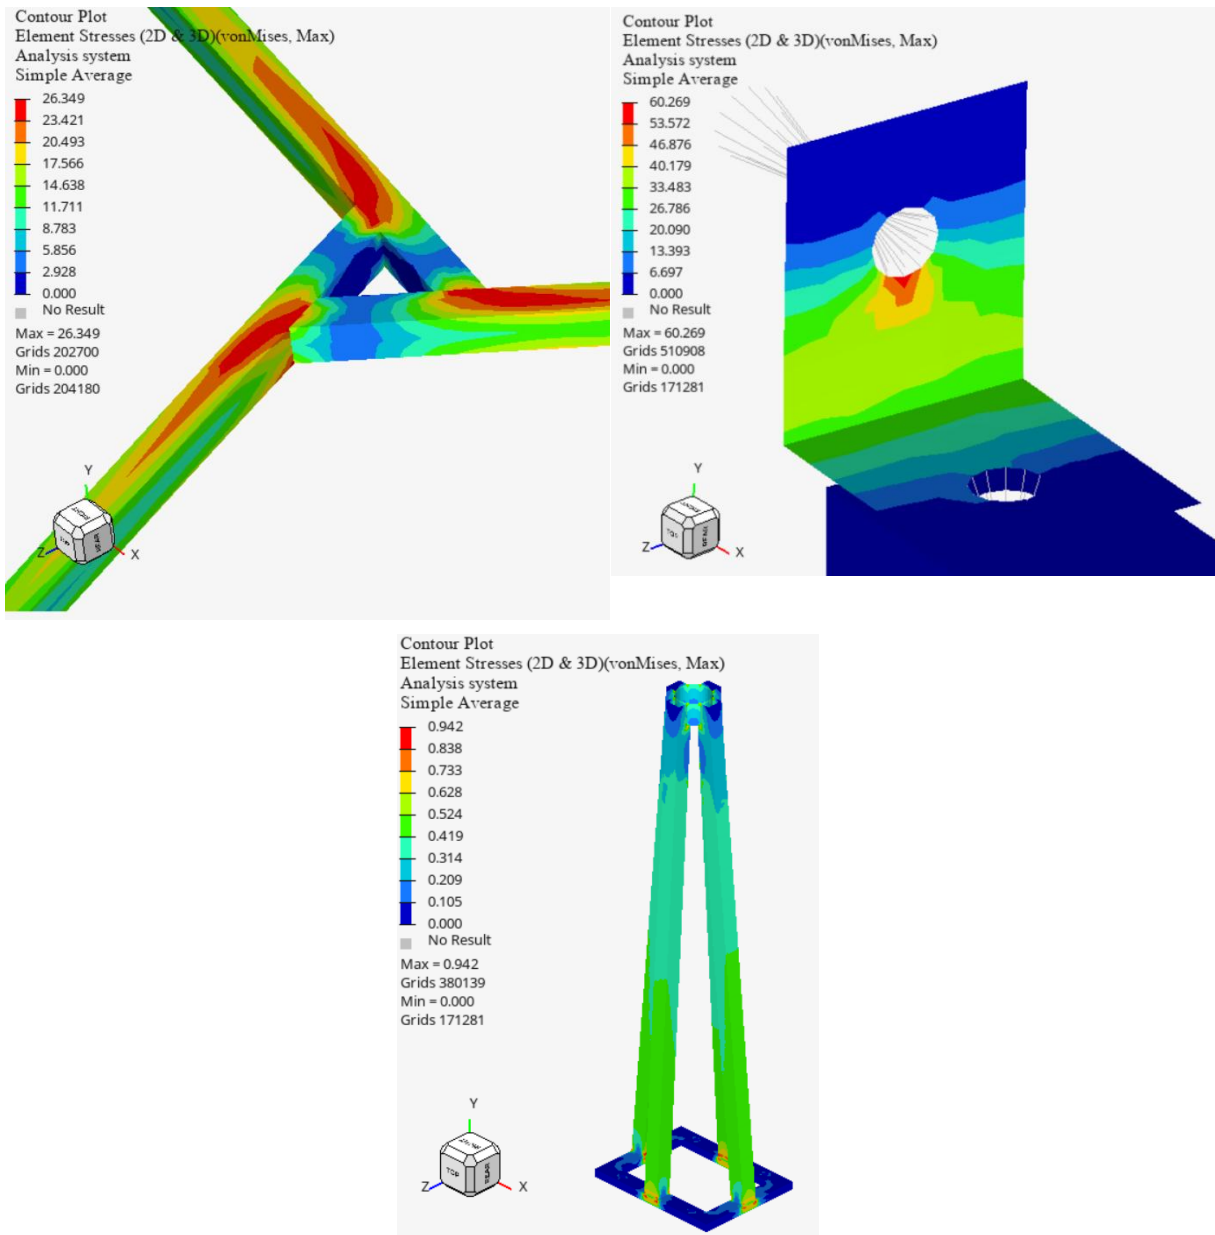 Contour Plot
Element Stresses (2D & 3D)(vonMises, Max)
Analysis system
Simple Average
26.349
23.421
20.493
17.566
14.638
11.711
8.783
5.856
2.928
0.000
No Result
Max = 26.349
Grids 202700
Min = 0.000
Grids 204180
Y
Z
X
REAR
Contour Plot
Element Stresses (2D & 3D)(vonMises, Max)
Analysis system
Simple Average
60.269
53.572
46.876
40.179
33.483
26.786
20.090
13.393
6.697
0.000
No Result
Max = 60.269
Grids 510908
Min = 0.000
Grids 171281
Y
TOP
REAR
Z
X
Contour Plot
Element Stresses (2D & 3D)(vonMises, Max)
Analysis system
Simple Average
0.942
0.838
0.733
0.628
0.524
0.419
0.314
0.209
0.105
0.000
No Result
Max = 0.942
Grids 380139
Min = 0.000
Grids 171281
Y
TOP
REAR
Z
X